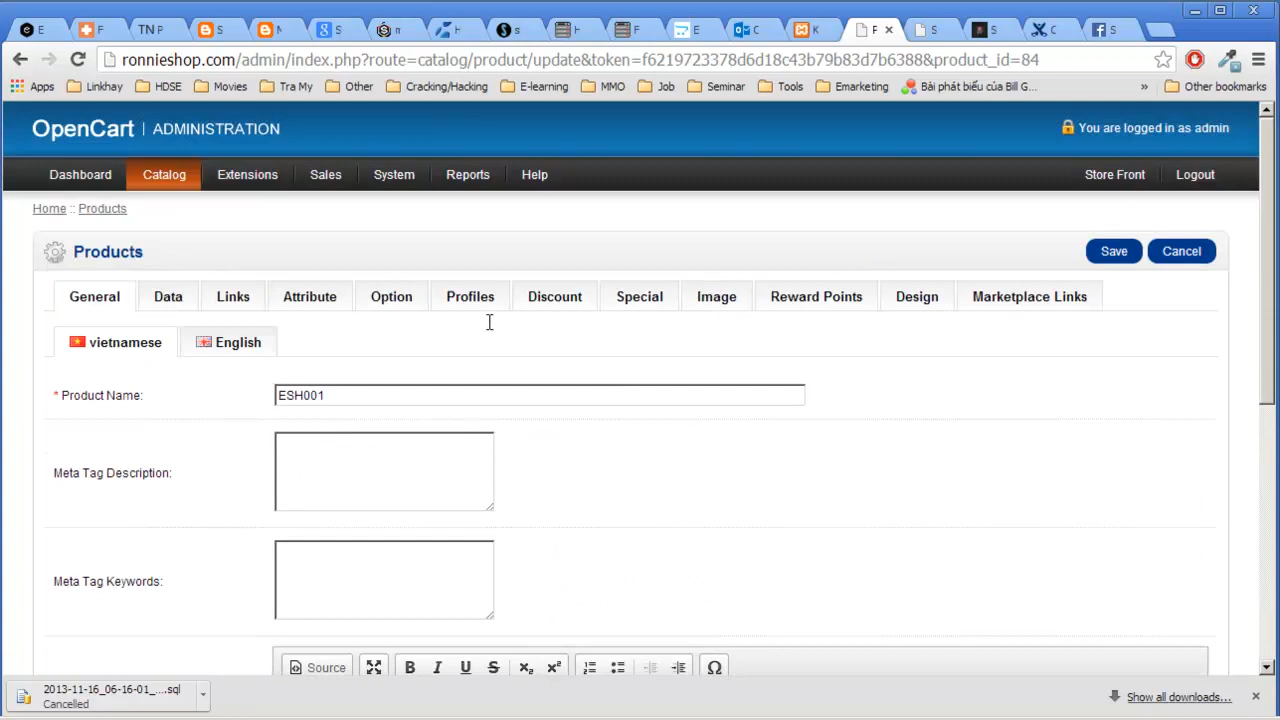 E F TN P S M S n H S H F E C K F S S C S
ronnieshop.com/admin/index.php?route=catalog/product/update&token=f6219723378d6d18c43b79b83d7b6388&product_id=84
Apps Linkhay HDSE Movies Tra My Other Cracking/Hacking E-learning MMO Job Seminar Tools Emarketing Bài phát biểu của Bill G... » Other bookmarks
OpenCart | ADMINISTRATION You are logged in as admin
Dashboard Catalog Extensions Sales System Reports Help Store Front Logout
Home :: Products
Products Save Cancel
General Data Links Attribute Option Profiles Discount Special Image Reward Points Design Marketplace Links
vietnamese English
* Product Name: ESH001
Meta Tag Description:
Meta Tag Keywords:
Source B I U S x₂ x² Ω
2013-11-16_06-16-01_....sql
Cancelled
Show all downloads...